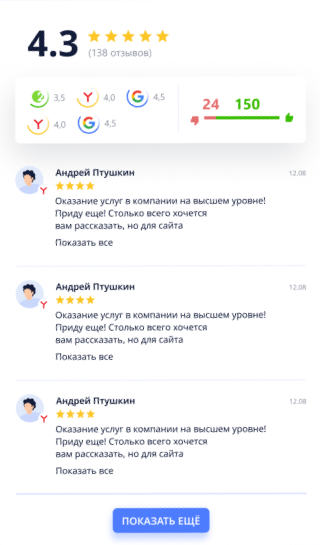 4.3
(138 отзывов)
3,5 4,0 4,5
4,0 4,5
24 150
Андрей Птушкин 12.08
Оказание услуг в компании на высшем уровне!
Приду еще! Столько всего хочется
вам рассказать, но для сайта
Показать все
Андрей Птушкин 12.08
Оказание услуг в компании на высшем уровне!
Приду еще! Столько всего хочется
вам рассказать, но для сайта
Показать все
Андрей Птушкин 12.08
Оказание услуг в компании на высшем уровне!
Приду еще! Столько всего хочется
вам рассказать, но для сайта
Показать все
ПОКАЗАТЬ ЕЩЁ